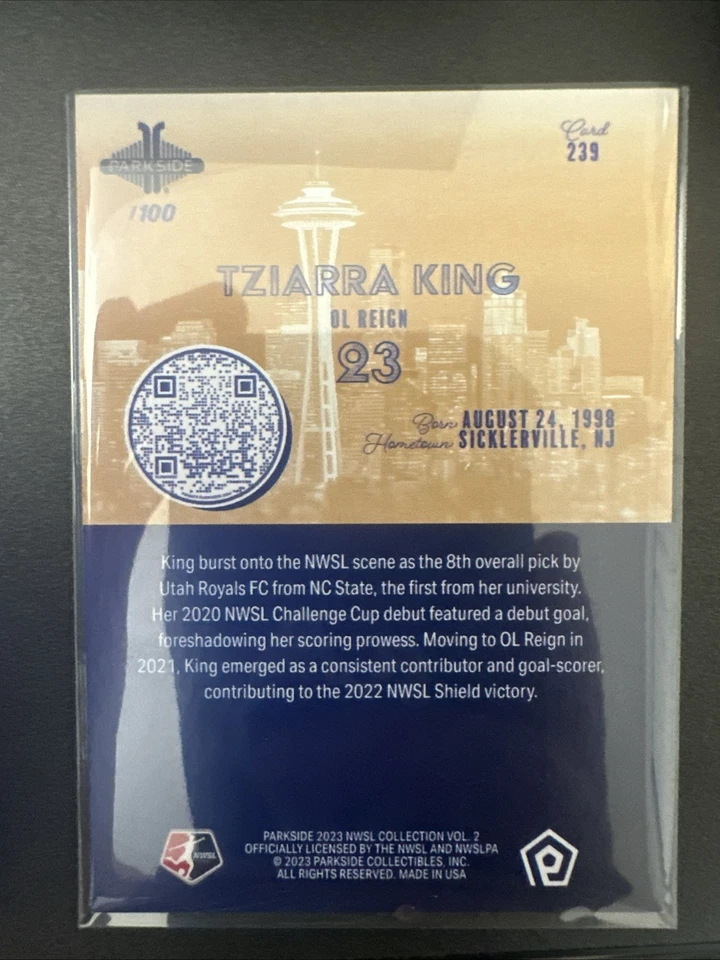 PARKSIDE
/100
Card
239
TZIARRA KING
OL REIGN
23
Born AUGUST 24, 1998
Hometown SICKLERVILLE, NJ
King burst onto the NWSL scene as the 8th overall pick by
Utah Royals FC from NC State, the first from her university.
Her 2020 NWSL Challenge Cup debut featured a debut goal,
foreshadowing her scoring prowess. Moving to OL Reign in
2021, King emerged as a consistent contributor and goal-scorer,
contributing to the 2022 NWSL Shield victory.
NWSL
PARKSIDE 2023 NWSL COLLECTION VOL. 2
OFFICIALLY LICENSED BY THE NWSL AND NWSLPA
© 2023 PARKSIDE COLLECTIBLES, INC.
ALL RIGHTS RESERVED. MADE IN USA